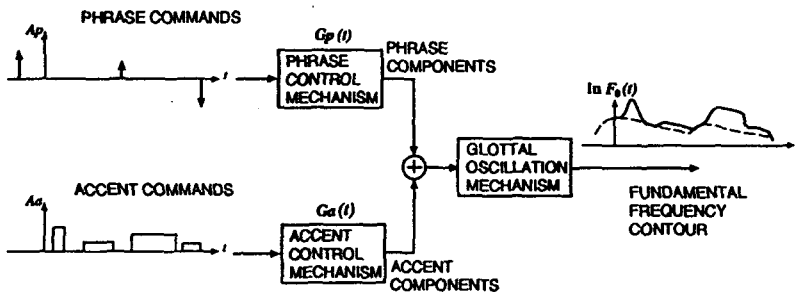 PHRASE COMMANDS
Ap
t
Gp (t)
PHRASE
CONTROL
MECHANISM
PHRASE
COMPONENTS
ln F0 (t)
GLOTTAL
OSCILLATION
MECHANISM
t
FUNDAMENTAL
FREQUENCY
CONTOUR
ACCENT COMMANDS
Aa
t
Ga (t)
ACCENT
CONTROL
MECHANISM
ACCENT
COMPONENTS